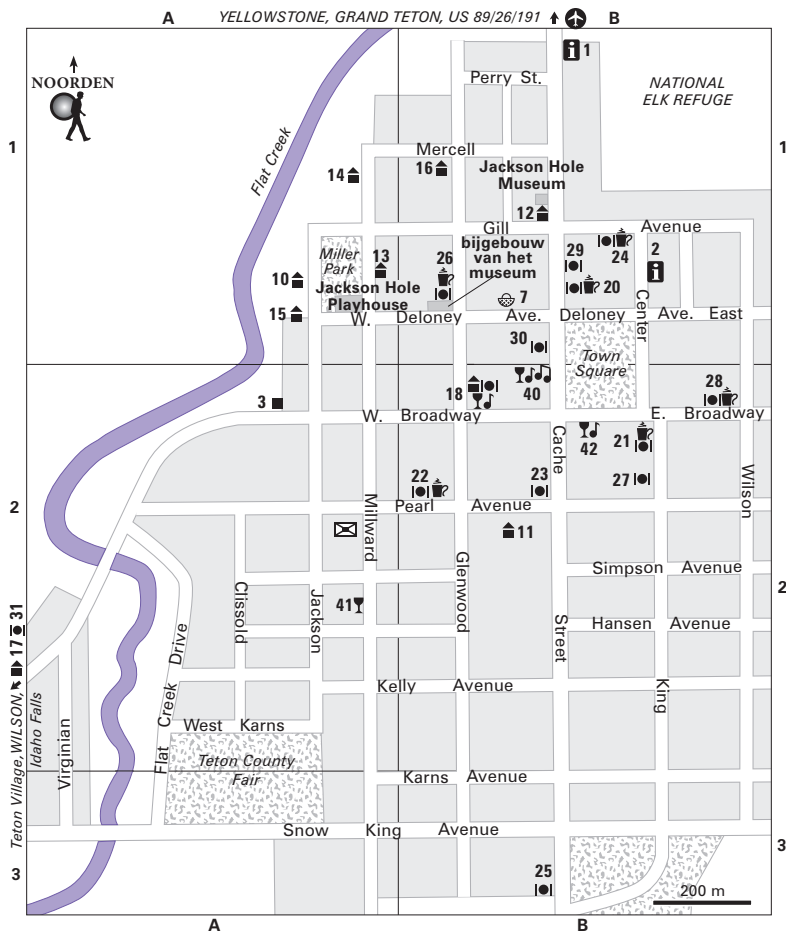 A
YELLOWSTONE, GRAND TETON, US 89/26/191
B
NOORDEN
1
Perry St.
NATIONAL
ELK REFUGE
1
1
Flat Creek
Mercell
14
16
Jackson Hole
Museum
12
Gill
Avenue
Miller
Park
13
26
bijgebouw
van het
museum
29
24
2
10
Jackson Hole
Playhouse
7
20
Center
15
W. Deloney Ave. Deloney Ave. East
30
Town
Square
18
40
28
3
W. Broadway
E. Broadway
Cache
42
21
22
23
27
Wilson
2
Millward
Pearl Avenue
11
Glenwood
Simpson Avenue
Clissold
Jackson
41
2
Hansen Avenue
Street
Teton Village, WILSON, 17 31
Idaho Falls
Virginian
Flat Creek Drive
Kelly Avenue
King
West Karns
Teton County
Fair
Karns Avenue
Snow King Avenue
3
25
3
200 m
A
B